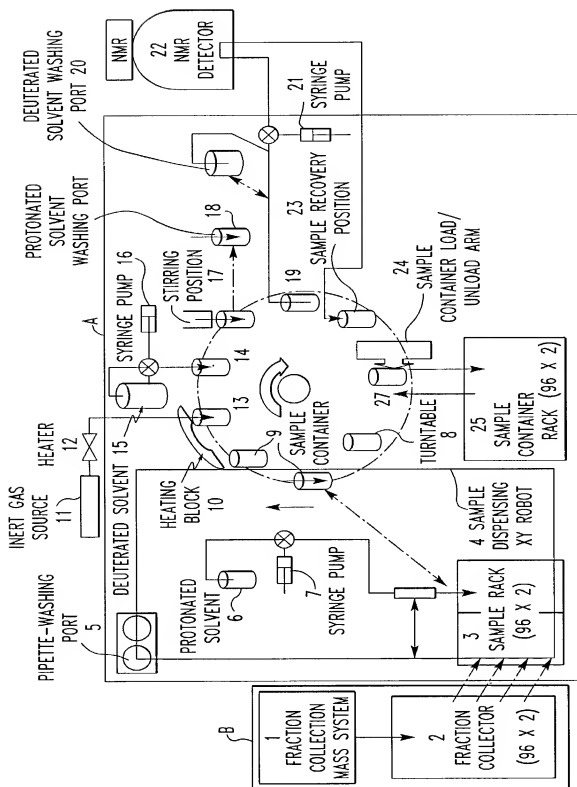 NMR
22
NMR
DETECTOR
DEUTERATED
SOLVENT WASHING
PORT 20
PROTONATED
SOLVENT
WASHING PORT
21
SYRINGE
PUMP
A
SYRINGE PUMP 16
STIRRING
POSITION
17
18
23
SAMPLE RECOVERY
POSITION
19
24
SAMPLE
CONTAINER LOAD/
UNLOAD ARM
INERT GAS
SOURCE
11
HEATER
12
DEUTERATED SOLVENT 15
14
13
HEATING
BLOCK
10
9
SAMPLE
CONTAINER
27
TURNTABLE
8
25
SAMPLE
CONTAINER
RACK (96 X 2)
PIPETTE-WASHING
PORT
5
PROTONATED
SOLVENT
6
7
SYRINGE PUMP
4 SAMPLE
DISPENSING
XY ROBOT
3
SAMPLE RACK
(96 X 2)
B
1
FRACTION
COLLECTION
MASS SYSTEM
2
FRACTION
COLLECTOR
(96 X 2)